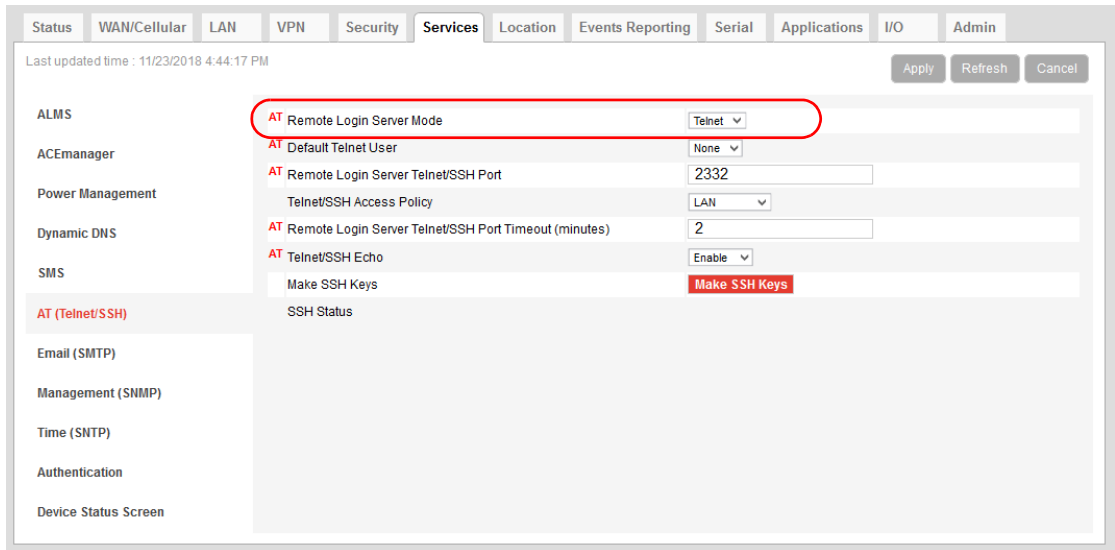 Status WAN/Cellular LAN VPN Security Services Location Events Reporting Serial Applications I/O Admin
Last updated time : 11/23/2018 4:44:17 PM
Apply Refresh Cancel
ALMS
ACEmanager
Power Management
Dynamic DNS
SMS
AT (Telnet/SSH)
Email (SMTP)
Management (SNMP)
Time (SNTP)
Authentication
Device Status Screen
AT Remote Login Server Mode Telnet
AT Default Telnet User None
AT Remote Login Server Telnet/SSH Port 2332
Telnet/SSH Access Policy LAN
AT Remote Login Server Telnet/SSH Port Timeout (minutes) 2
AT Telnet/SSH Echo Enable
Make SSH Keys Make SSH Keys
SSH Status